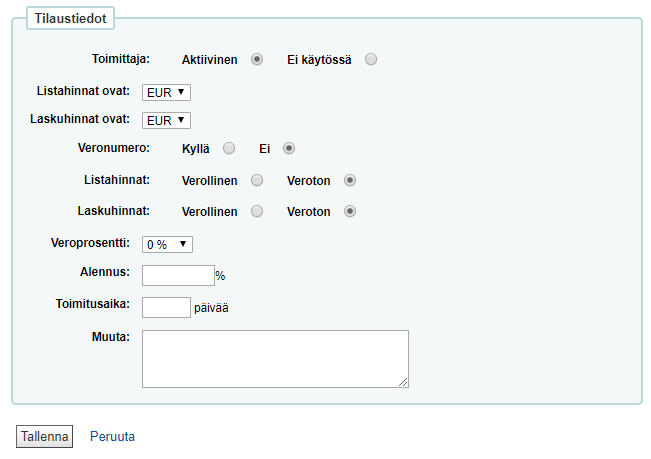 Tilaustiedot
Toimittaja: Aktiivinen Ei käytössä
Listahinnat ovat: EUR
Laskuhinnat ovat: EUR
Veronumero: Kyllä Ei
Listahinnat: Verollinen Veroton
Laskuhinnat: Verollinen Veroton
Veroprosentti: 0 %
Alennus: %
Toimitusaika: päivää
Muuta:
Tallenna Peruuta